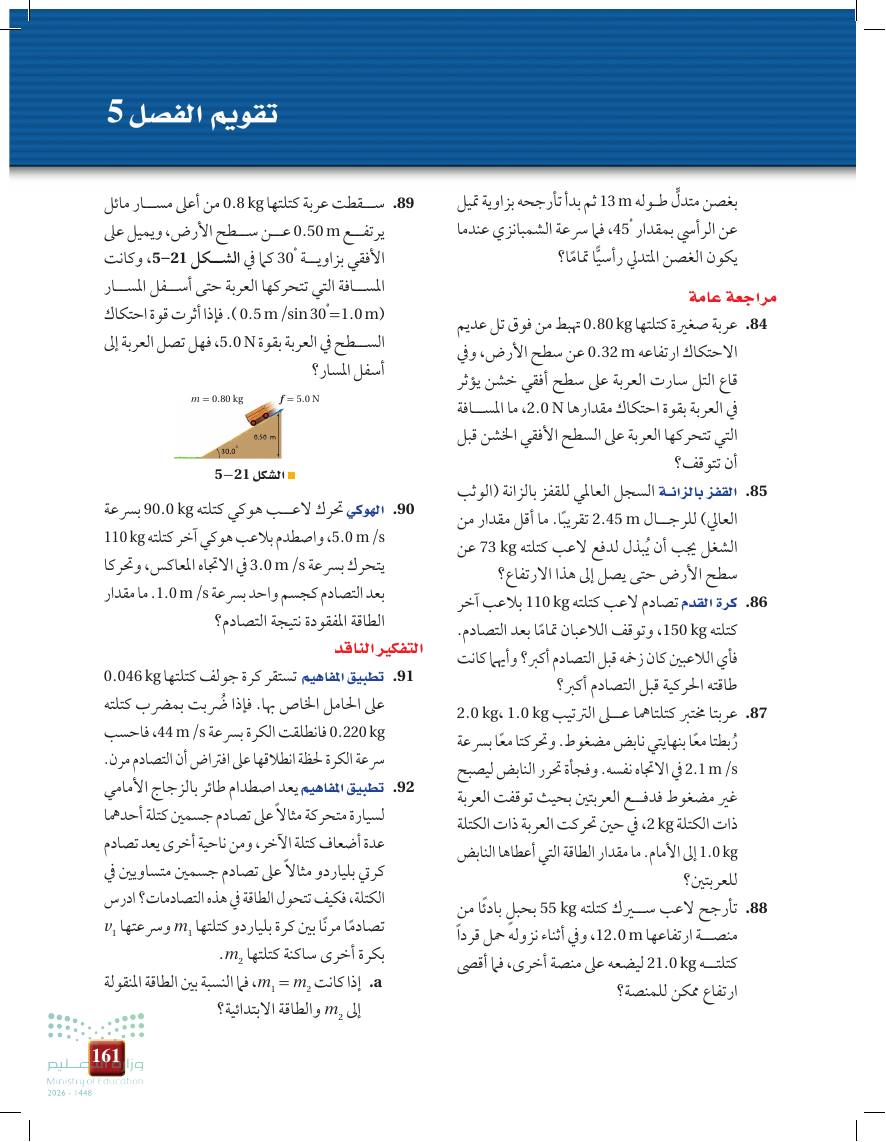 تقويم الفصل 5
بغصن متدلٍّ طوله 13 m ثم بدأ تأرجحه بزاوية تميل
عن الرأسي بمقدار 45°، فما سرعة الشمبانزي عندما
يكون الغصن المتدلي رأسيًّا تمامًا؟
مراجعة عامة
84. عربة صغيرة كتلتها 0.80 kg تهبط من فوق تل عديم
الاحتكاك ارتفاعه 0.32 m عن سطح الأرض، وفي
قاع التل سارت العربة على سطح أفقي خشن يؤثر
في العربة بقوة احتكاك مقدارها 2.0 N، ما المسافة
التي تتحركها العربة على السطح الأفقي الخشن قبل
أن تتوقف؟
85. القفز بالزانة السجل العالمي للقفز بالزانة (الوثب
العالي) للرجال 2.45 m تقريبًا. ما أقل مقدار من
الشغل يجب أن يُبذل لدفع لاعب كتلته 73 kg عن
سطح الأرض حتى يصل إلى هذا الارتفاع؟
86. كرة القدم تصادم لاعب كتلته 110 kg بلاعب آخر
كتلته 150 kg، وتوقف اللاعبان تمامًا بعد التصادم.
فأي اللاعبين كان زخمه قبل التصادم أكبر؟ وأيهما كانت
طاقته الحركية قبل التصادم أكبر؟
87. عربتا مختبر كتلتاهما على الترتيب 2.0 kg، 1.0 kg
رُبطتا معًا بنهايتي نابض مضغوط. وتحركتا معًا بسرعة
2.1 m/s في الاتجاه نفسه. وفجأة تحرر النابض ليصبح
غير مضغوط فدفع العربتين بحيث توقفت العربة
ذات الكتلة 2 kg، في حين تحركت العربة ذات الكتلة
1.0 kg إلى الأمام. ما مقدار الطاقة التي أعطاها النابض
للعربتين؟
88. تأرجح لاعب سيرك كتلته 55 kg بحبل بادئًا من
منصة ارتفاعها 12.0 m، وفي أثناء نزوله حمل قردًا
كتلته 21.0 kg ليضعه على منصة أخرى، فما أقصى
ارتفاع ممكن للمنصة؟
89. سقطت عربة كتلتها 0.8 kg من أعلى مسار مائل
يرتفع 0.50 m عن سطح الأرض، ويميل على
الأفقي بزاوية 30° كما في الشكل 21-5، وكانت
المسافة التي تتحركها العربة حتى أسفل المسار
(0.5 m/sin 30°=1.0 m). فإذا أثرت قوة احتكاك
السطح في العربة بقوة 5.0 N، فهل تصل العربة إلى
أسفل المسار؟
m = 0.80 kg
f = 5.0 N
0.50 m
30.0°
الشكل 21-5
90. الهوكي تحرك لاعب هوكي كتلته 90.0 kg بسرعة
5.0 m/s، واصطدم بلاعب هوكي آخر كتلته 110 kg
يتحرك بسرعة 3.0 m/s في الاتجاه المعاكس، وتحركا
بعد التصادم كجسم واحد بسرعة 1.0 m/s. ما مقدار
الطاقة المفقودة نتيجة التصادم؟
التفكير الناقد
91. تطبيق المفاهيم تستقر كرة جولف كتلتها 0.046 kg
على الحامل الخاص بها. فإذا ضُربت بمضرب كتلته
0.220 kg فانطلقت الكرة بسرعة 44 m/s، فاحسب
سرعة الكرة لحظة انطلاقها على افتراض أن التصادم مرن.
92. تطبيق المفاهيم يعد اصطدام طائر بالزجاج الأمامي
لسيارة متحركة مثالاً على تصادم جسمين كتلة أحدهما
عدة أضعاف كتلة الآخر، ومن ناحية أخرى يعد تصادم
كرتي بلياردو مثالاً على تصادم جسمين متساويين في
الكتلة، فكيف تتحول الطاقة في هذه التصادمات؟ ادرس
تصادمًا مرنًا بين كرة بلياردو كتلتها m₁ وسرعتها v₁
بكرة أخرى ساكنة كتلتها m₂.
a. إذا كانت m₁ = m₂، فما النسبة بين الطاقة المنقولة
إلى m₂ والطاقة الابتدائية؟
وزارة التعليم
161
Ministry of Education
2026 - 1448